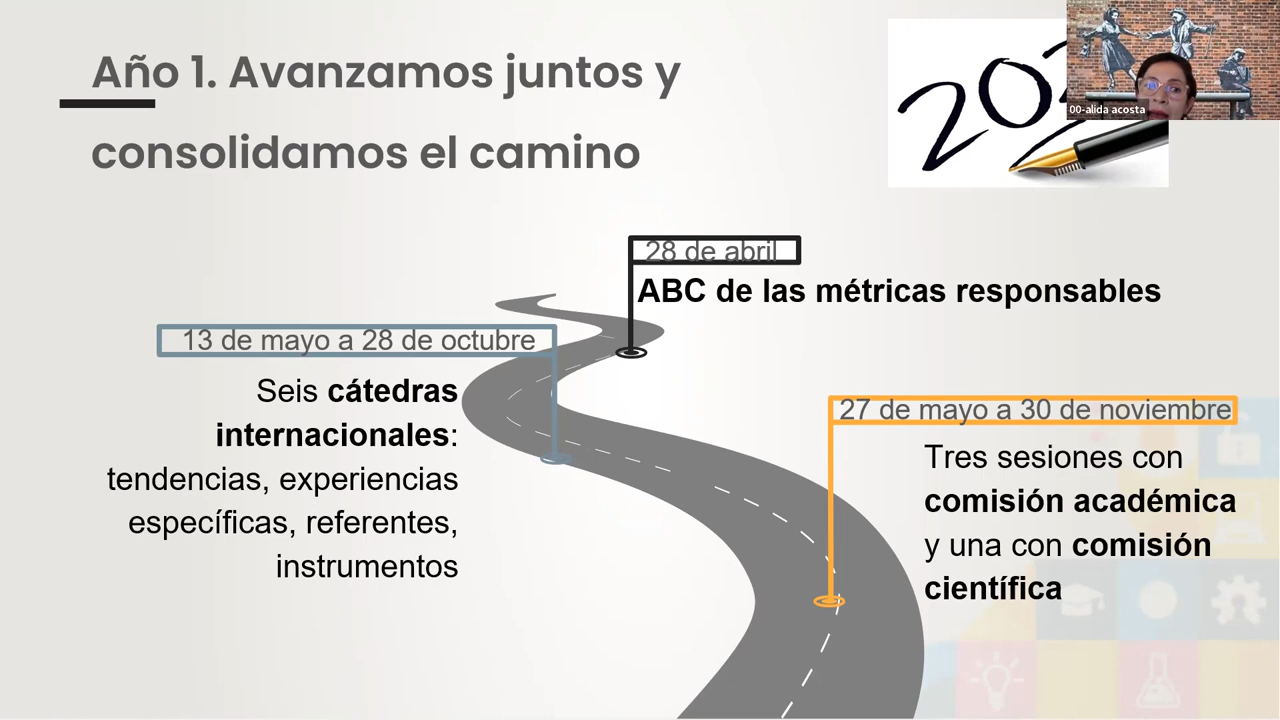 Año 1. Avanzamos juntos y
consolidamos el camino
00-alida acosta
28 de abril
ABC de las métricas responsables
13 de mayo a 28 de octubre
Seis cátedras
internacionales:
tendencias, experiencias
específicas, referentes,
instrumentos
27 de mayo a 30 de noviembre
Tres sesiones con
comisión académica
y una con comisión
científica